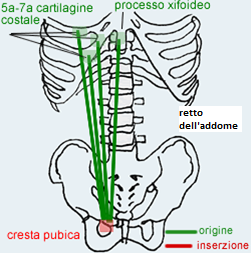 5a-7a cartilagine
costale
processo xifoideo
retto
dell'addome
cresta pubica
origine
inserzione